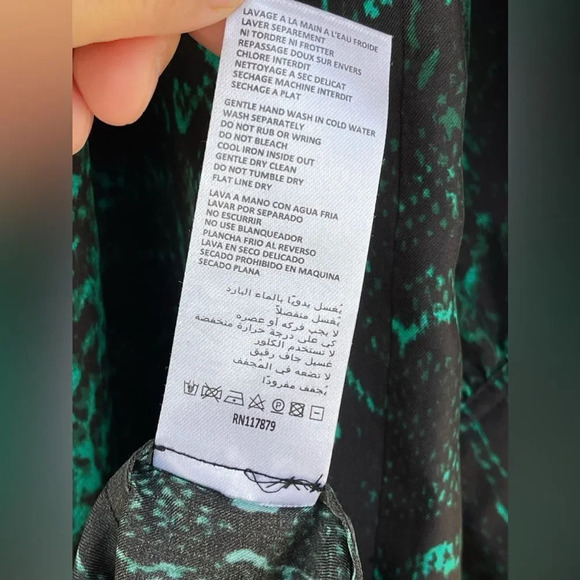 LAVAGE A LA MAIN A L'EAU FROIDE
LAVER SEPAREMENT
NI TORDRE NI FROTTER
REPASSAGE DOUX SUR ENVERS
CHLORE INTERDIT
NETTOYAGE A SEC DELICAT
SECHAGE MACHINE INTERDIT
SECHAGE A PLAT
GENTLE HAND WASH IN COLD WATER
WASH SEPARATELY
DO NOT RUB OR WRING
DO NOT BLEACH
COOL IRON INSIDE OUT
GENTLE DRY CLEAN
DO NOT TUMBLE DRY
FLAT LINE DRY
LAVA A MANO CON AGUA FRIA
LAVAR POR SEPARADO
NO ESCURRIR
NO USE BLANQUEADOR
PLANCHA FRIO AL REVERSO
LAVA EN SECO DELICADO
SECADO PROHIBIDO EN MAQUINA
SECADO PLANA
يُغسل يدويًا بالماء البارد
يُغسل منفصلاً
لا يجب فركه أو عصره
كي على درجة حرارة منخفضة
لا تستخدم الكلور
غسيل جاف رقيق
لا تضعه في المُجفف
يُجفف مفرودًا
RN117879